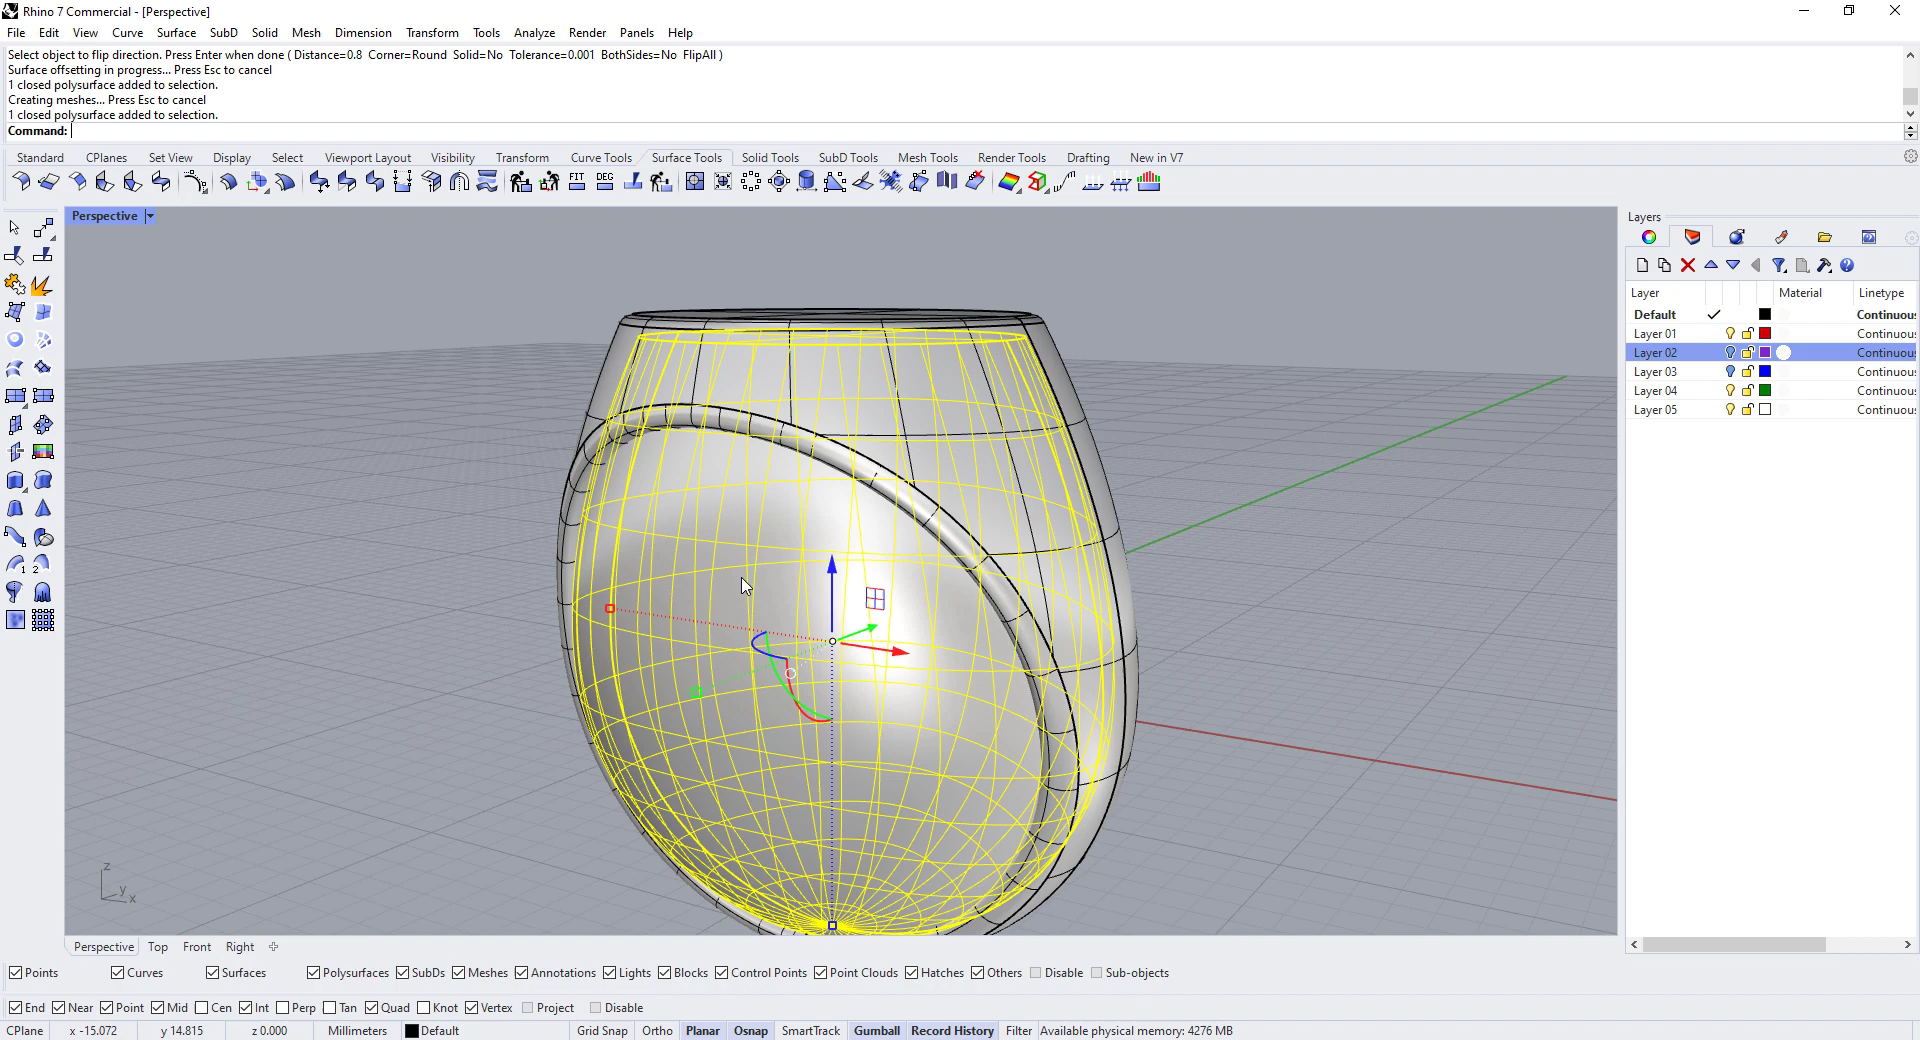 Rhino 7 Commercial - [Perspective]
File Edit View Curve Surface SubD Solid Mesh Dimension Transform Tools Analyze Render Panels Help
Select object to flip direction. Press Enter when done ( Distance=0.8 Corner=Round Solid=No Tolerance=0.001 BothSides=No FlipAll )
Surface offsetting in progress... Press Esc to cancel
1 closed polysurface added to selection.
Creating meshes... Press Esc to cancel
1 closed polysurface added to selection.
Command:
Standard CPlanes Set View Display Select Viewport Layout Visibility Transform Curve Tools Surface Tools Solid Tools SubD Tools Mesh Tools Render Tools Drafting New in V7
FIT DEG
Perspective
Layers
Layer Material Linetype
Default Continuous
Layer 01 Continuous
Layer 02 Continuous
Layer 03 Continuous
Layer 04 Continuous
Layer 05 Continuous
1 2
z
y
x
Perspective Top Front Right
Points Curves Surfaces Polysurfaces SubDs Meshes Annotations Lights Blocks Control Points Point Clouds Hatches Others Disable Sub-objects
End Near Point Mid Cen Int Perp Tan Quad Knot Vertex Project Disable
CPlane x -15.072 y 14.815 z 0.000 Millimeters Default Grid Snap Ortho Planar Osnap SmartTrack Gumball Record History Filter Available physical memory: 4276 MB